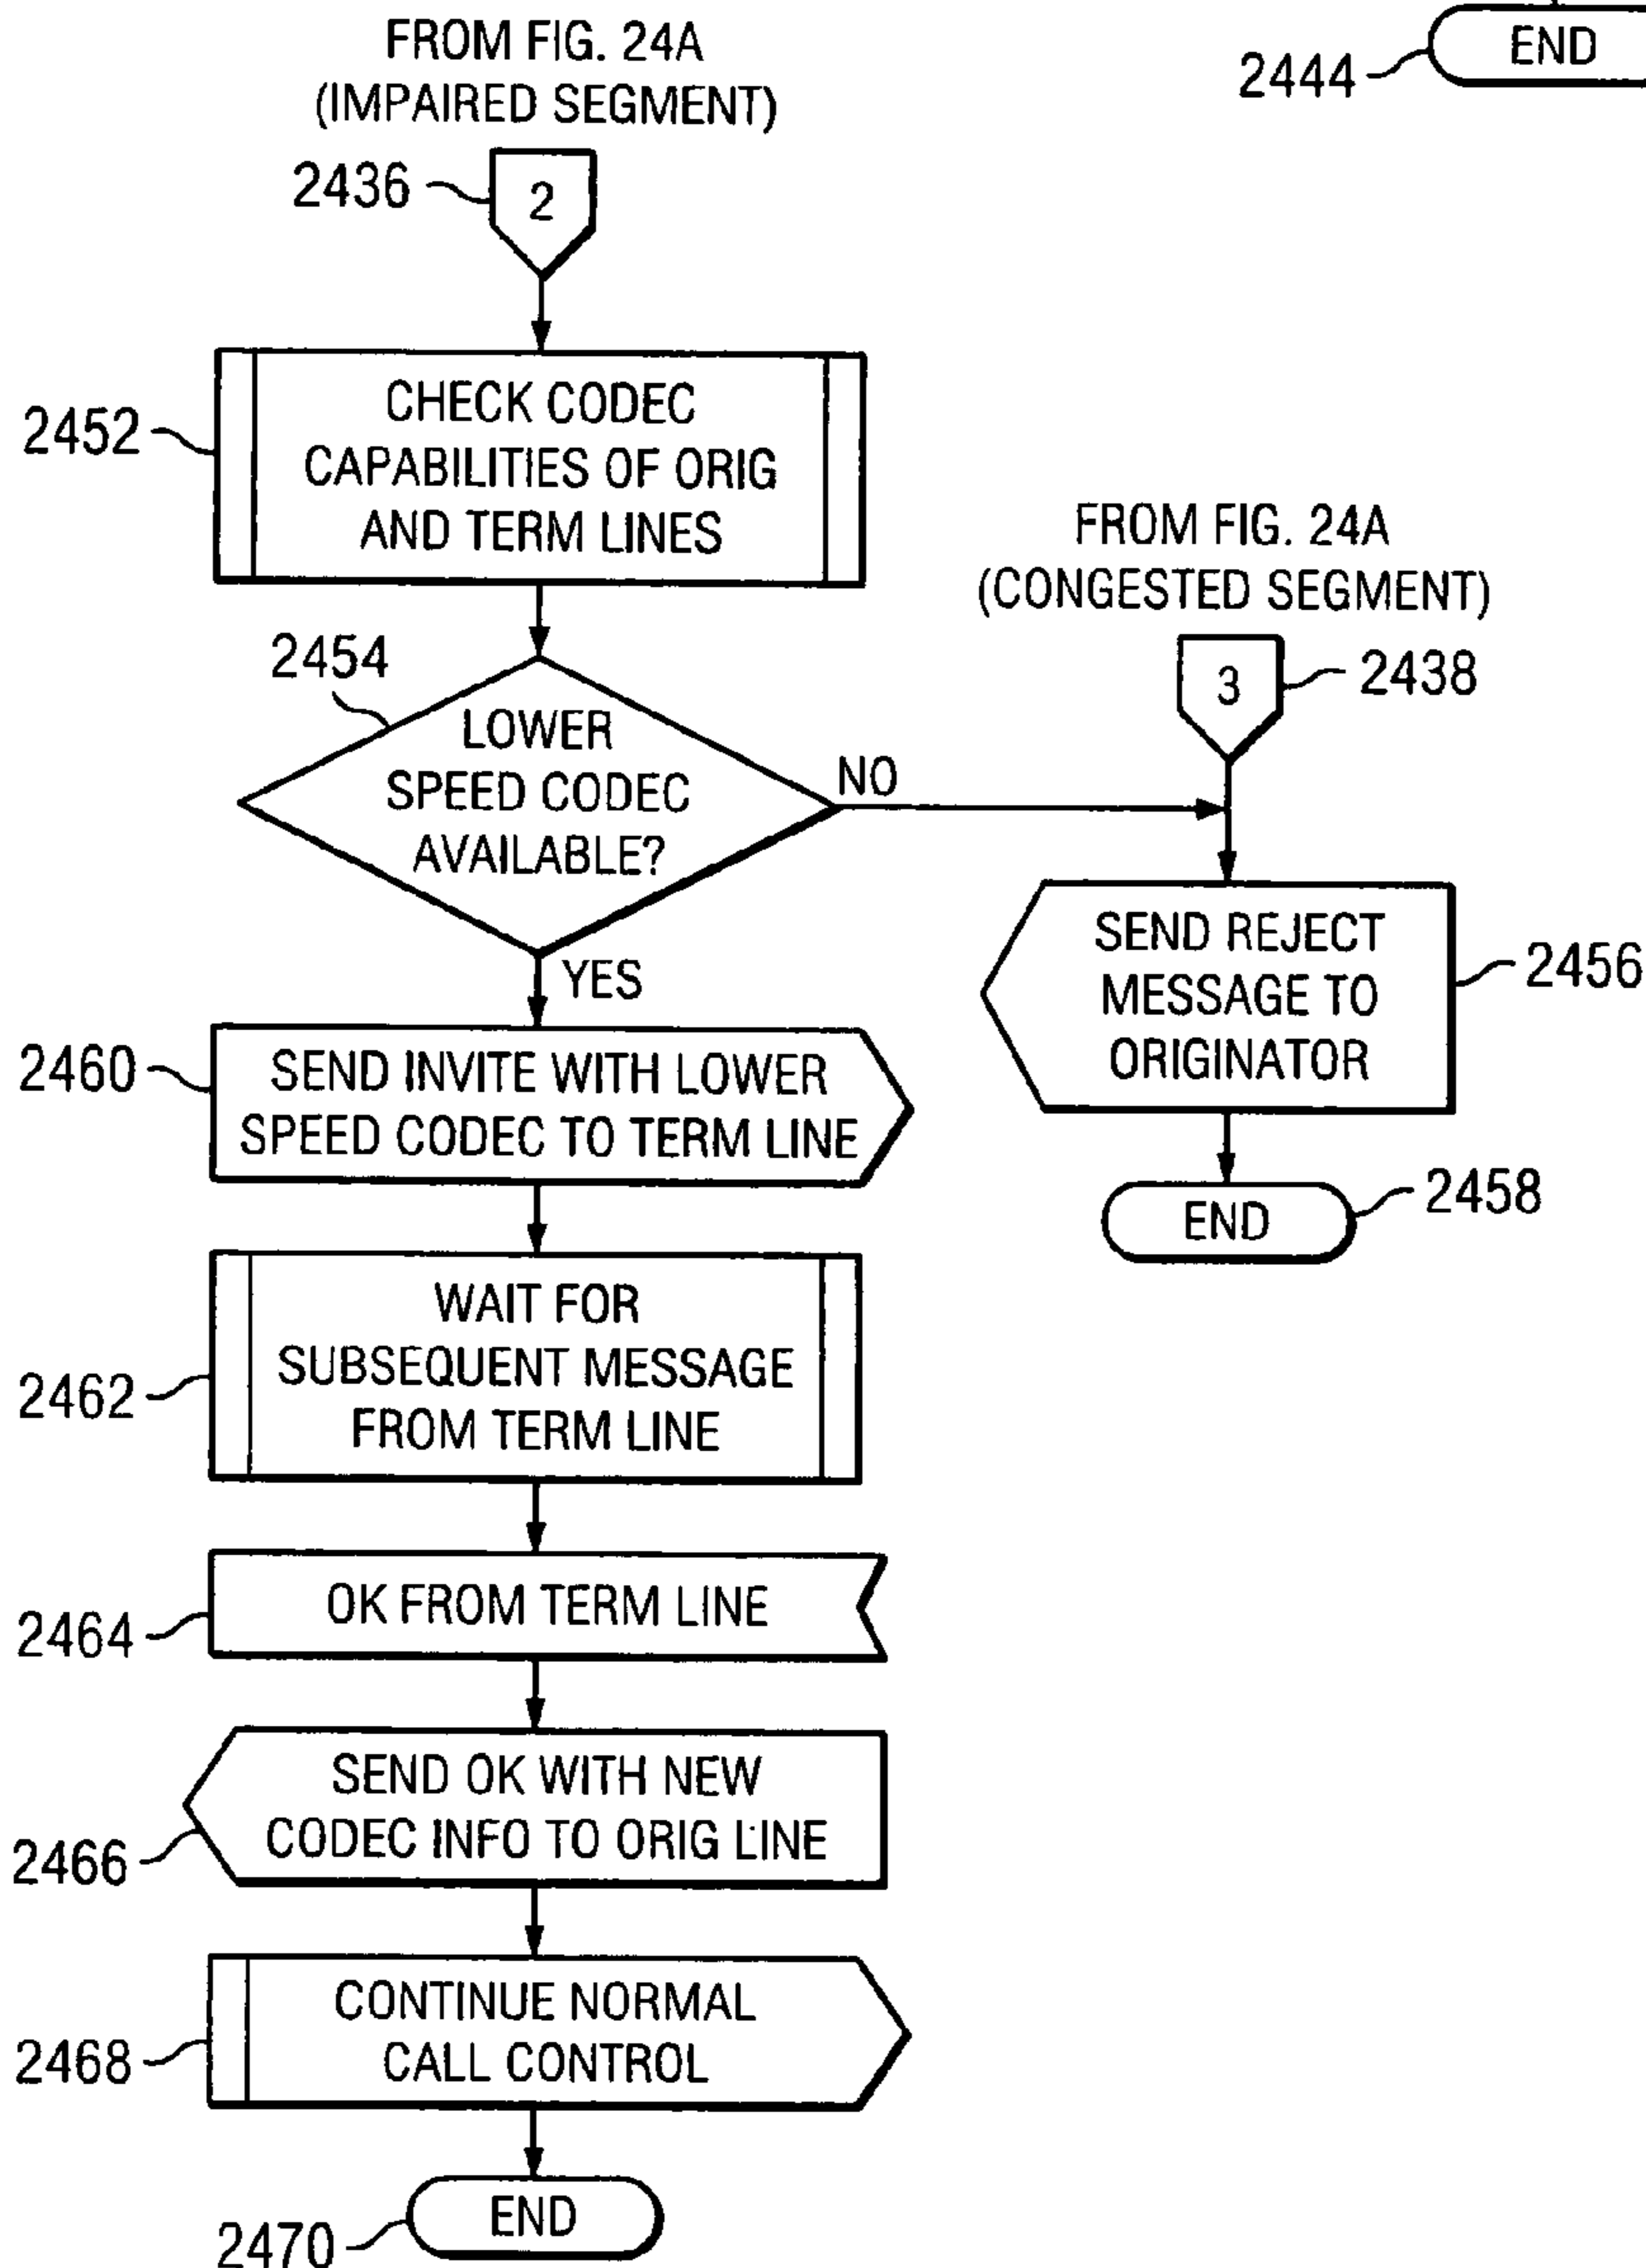 END
2444
FROM FIG. 24A
(IMPAIRED SEGMENT)
2436
2
2452
CHECK CODEC
CAPABILITIES OF ORIG
AND TERM LINES
FROM FIG. 24A
(CONGESTED SEGMENT)
3
2438
2454
LOWER
SPEED CODEC
AVAILABLE?
NO
YES
SEND REJECT
MESSAGE TO
ORIGINATOR
2456
END
2458
2460
SEND INVITE WITH LOWER
SPEED CODEC TO TERM LINE
2462
WAIT FOR
SUBSEQUENT MESSAGE
FROM TERM LINE
2464
OK FROM TERM LINE
2466
SEND OK WITH NEW
CODEC INFO TO ORIG LINE
2468
CONTINUE NORMAL
CALL CONTROL
2470
END